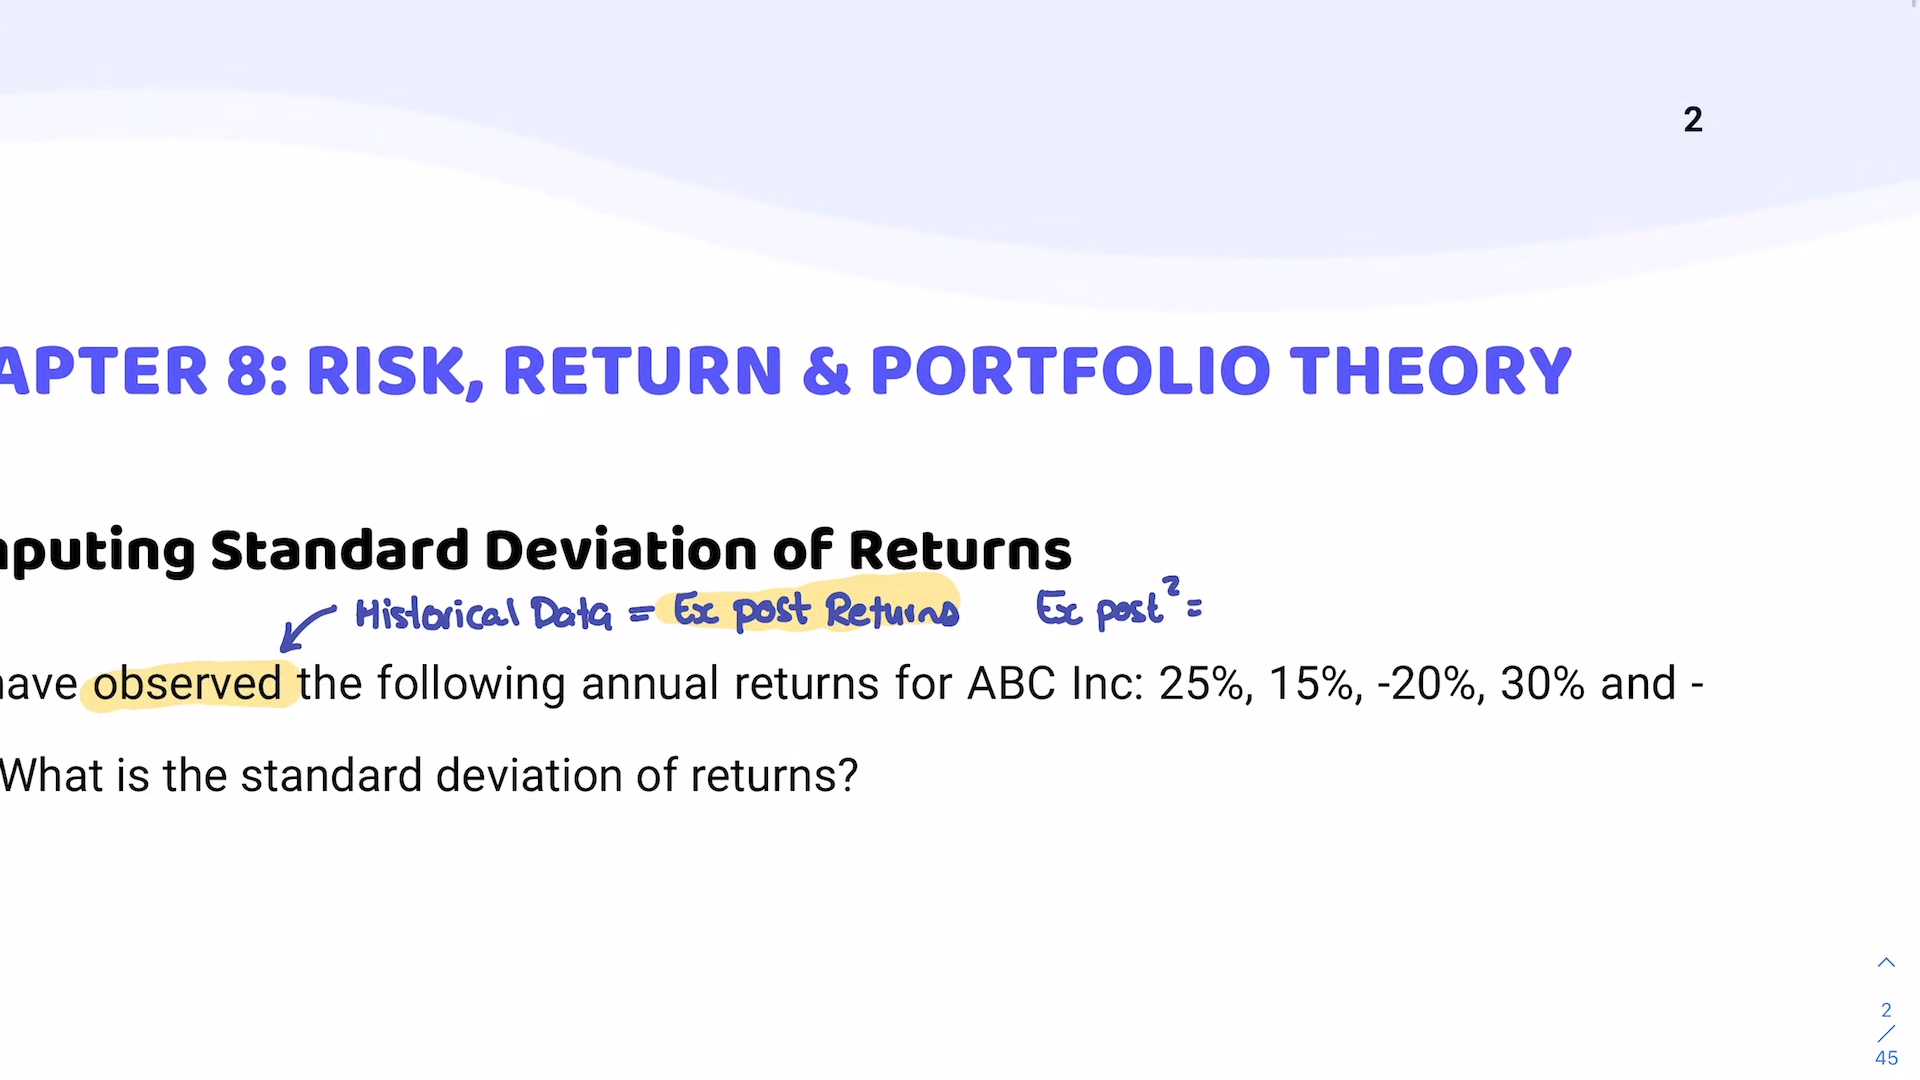 2
APTER 8: RISK, RETURN & PORTFOLIO THEORY
nputing Standard Deviation of Returns
Historical Data = Ex post Returns Ex post² =
have observed the following annual returns for ABC Inc: 25%, 15%, -20%, 30% and -
What is the standard deviation of returns?
2
/
45